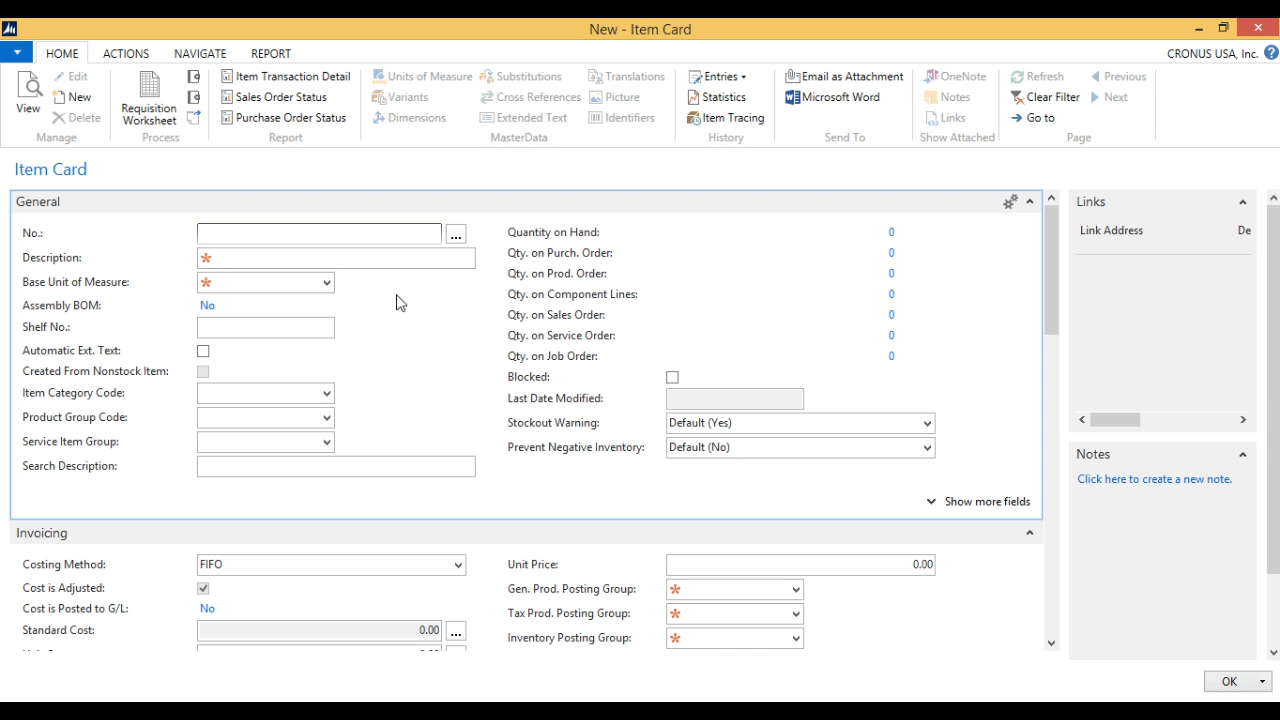 New - Item Card
HOME ACTIONS NAVIGATE REPORT CRONUS USA, Inc.
View Edit New Delete
Manage
Requisition Worksheet
Process
Item Transaction Detail
Sales Order Status
Purchase Order Status
Report
Units of Measure Substitutions Translations
Variants Cross References Picture
Dimensions Extended Text Identifiers
MasterData
Entries
Statistics
Item Tracing
History
Email as Attachment
Microsoft Word
Send To
OneNote
Notes
Links
Show Attached
Refresh Previous
Clear Filter Next
Go to
Page
Item Card
General
No.: ...
Description: *
Base Unit of Measure: *
Assembly BOM: No
Shelf No.:
Automatic Ext. Text:
Created From Nonstock Item:
Item Category Code:
Product Group Code:
Service Item Group:
Search Description:
Quantity on Hand: 0
Qty. on Purch. Order: 0
Qty. on Prod. Order: 0
Qty. on Component Lines: 0
Qty. on Sales Order: 0
Qty. on Service Order: 0
Qty. on Job Order: 0
Blocked:
Last Date Modified:
Stockout Warning: Default (Yes)
Prevent Negative Inventory: Default (No)
Show more fields
Invoicing
Costing Method: FIFO
Cost is Adjusted:
Cost is Posted to G/L: No
Standard Cost: 0.00 ...
Unit Price: 0.00
Gen. Prod. Posting Group: *
Tax Prod. Posting Group: *
Inventory Posting Group: *
Links
Link Address De
Notes
Click here to create a new note.
OK